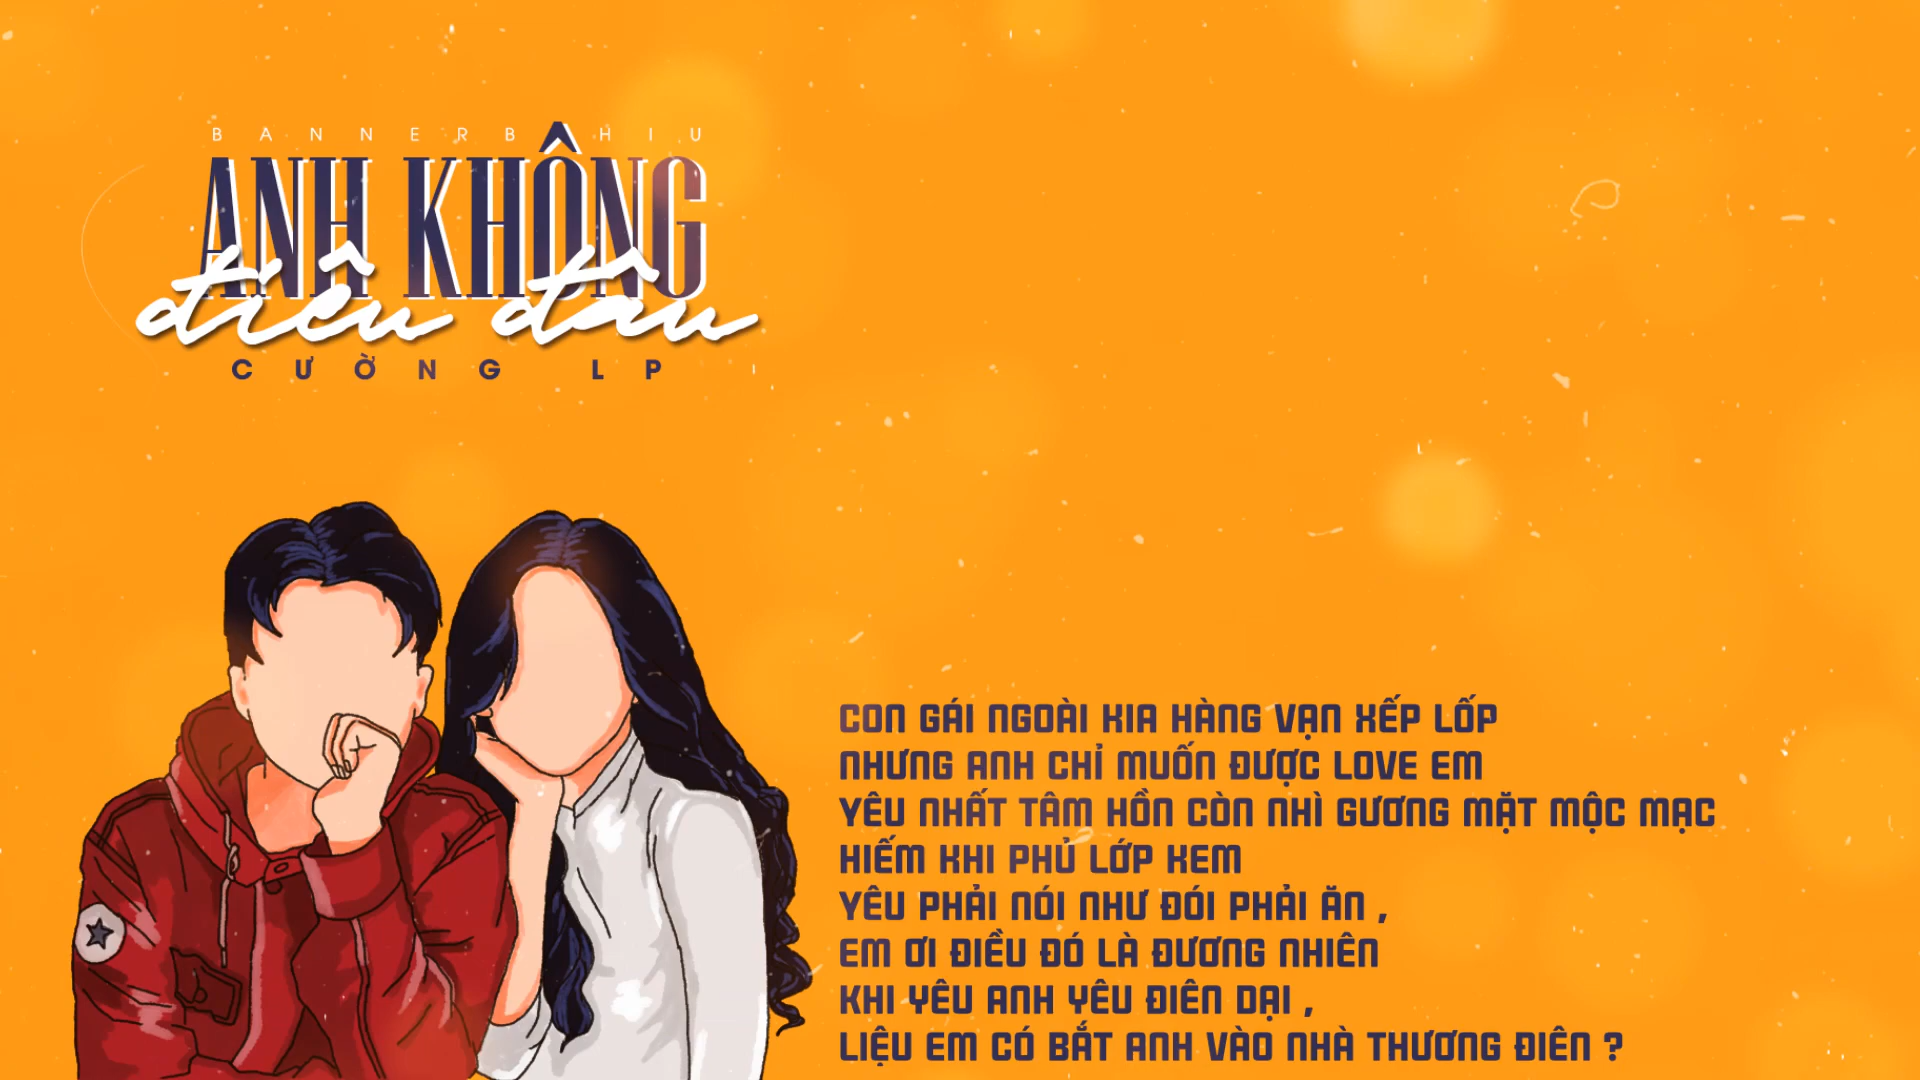 BANNERBHIU
ANH KHÔNG
điêu đâu
CƯỜNG LP
CON GÁI NGOÀI KIA HÀNG VẠN XẾP LỐP
NHƯNG ANH CHỈ MUỐN ĐƯỢC LOVE EM
YÊU NHẤT TÂM HỒN CÒN NHÌ GƯƠNG MẶT MỘC MẠC
HIẾM KHI PHỦ LỚP KEM
YÊU PHẢI NÓI NHƯ ĐÓI PHẢI ĂN ,
EM ƠI ĐIỀU ĐÓ LÀ ĐƯƠNG NHIÊN
KHI YÊU ANH YÊU ĐIÊN DẠI ,
LIỆU EM CÓ BẮT ANH VÀO NHÀ THƯƠNG ĐIÊN ?